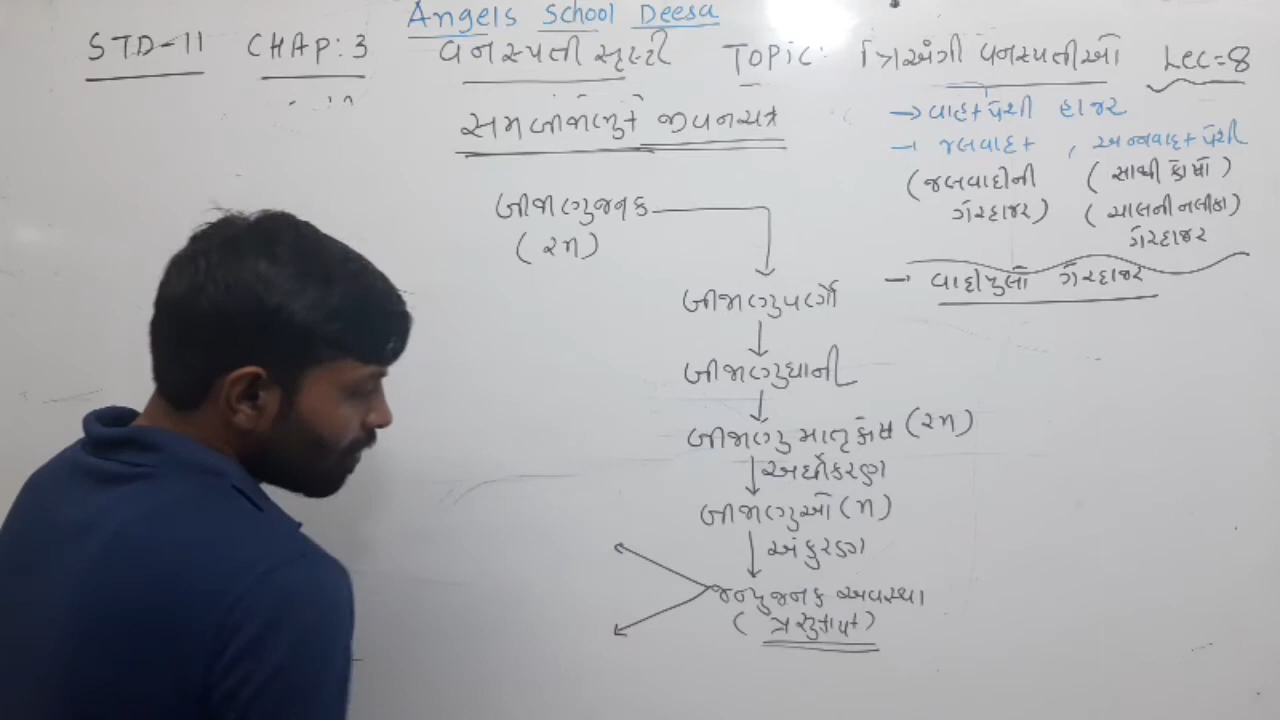 Angels School Deesa
STD-11 CHAP: 3 વનસ્પતી સૃષ્ટી TOPIC: ત્રિઅંગી વનસ્પતીઓ Lec=8
સમબીજાણુક જીવનચક્ર
→ વાહક પેશી હાજર
→ જલવાહક , અન્નવાહક પેશી
(જલવાહીની (સાથી કોષો)
ગેરહાજર) (ચાલની નલીકા)
ગેરહાજર
→ વાહીપુલો ગેરહાજર
બીજાણુજનક
(2n)
બીજાણુપર્ણો
બીજાણુધાની
બીજાણુ માતૃકોષ (2n)
અર્ધીકરણ
બીજાણુઓ (n)
અંકુરણ
જન્યુજનક અવસ્થા